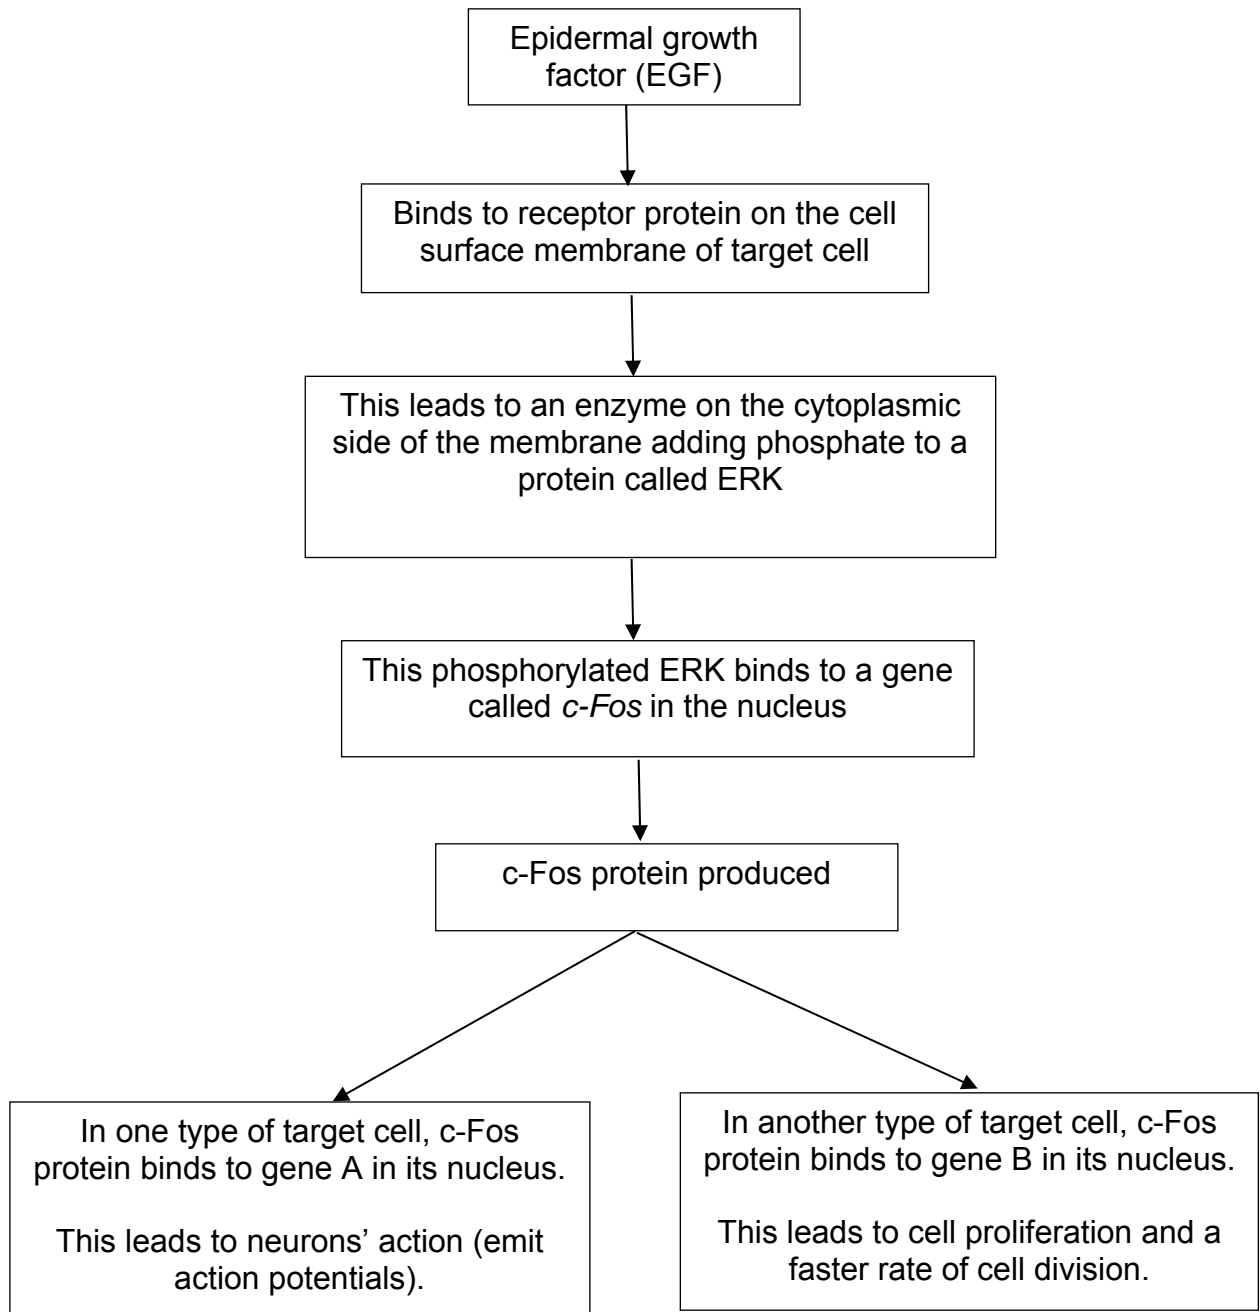 Epidermal growth
factor (EGF)
Binds to receptor protein on the cell
surface membrane of target cell
This leads to an enzyme on the cytoplasmic
side of the membrane adding phosphate to a
protein called ERK
This phosphorylated ERK binds to a gene
called c-Fos in the nucleus
c-Fos protein produced
In one type of target cell, c-Fos
protein binds to gene A in its nucleus.
This leads to neurons’ action (emit
action potentials).
In another type of target cell, c-Fos
protein binds to gene B in its nucleus.
This leads to cell proliferation and a
faster rate of cell division.